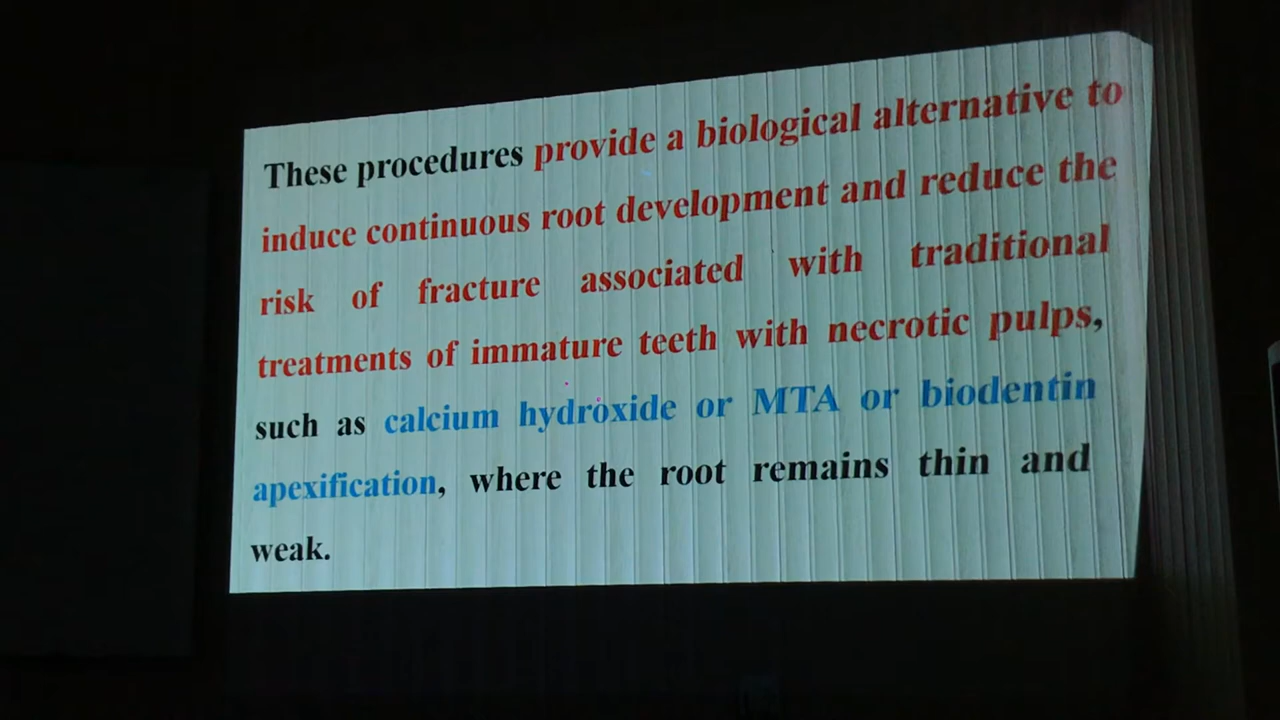 These procedures provide a biological alternative to
induce continuous root development and reduce the
risk of fracture associated with traditional
treatments of immature teeth with necrotic pulps,
such as calcium hydroxide or MTA or biodentin
apexification, where the root remains thin and
weak.